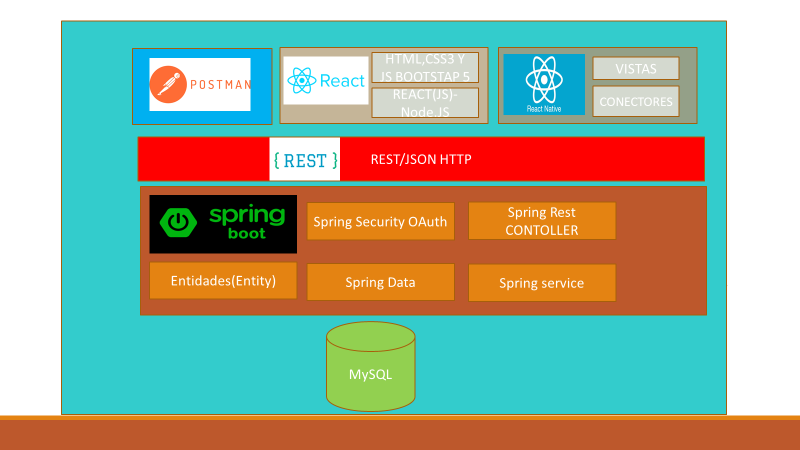 POSTMAN
React
HTML,CSS3 Y
JS BOOTSTAP 5
REACT(JS)-
Node.JS
React Native
VISTAS
CONECTORES
{ REST }
REST/JSON HTTP
spring
boot
Spring Security OAuth
Spring Rest
CONTOLLER
Entidades(Entity)
Spring Data
Spring service
MySQL